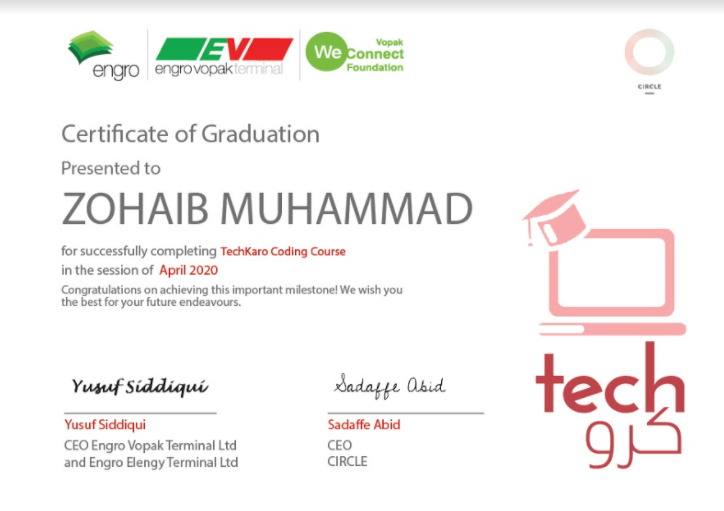 engro
EV
engro vopak terminal
We Connect
Vopak
Foundation
CIRCLE
Certificate of Graduation
Presented to
ZOHAIB MUHAMMAD
for successfully completing TechKaro Coding Course
in the session of April 2020
Congratulations on achieving this important milestone! We wish you
the best for your future endeavours.
Yusuf Siddiqui
Yusuf Siddiqui
CEO Engro Vopak Terminal Ltd
and Engro Elengy Terminal Ltd
Sadaffe Abid
Sadaffe Abid
CEO
CIRCLE
tech
کرو